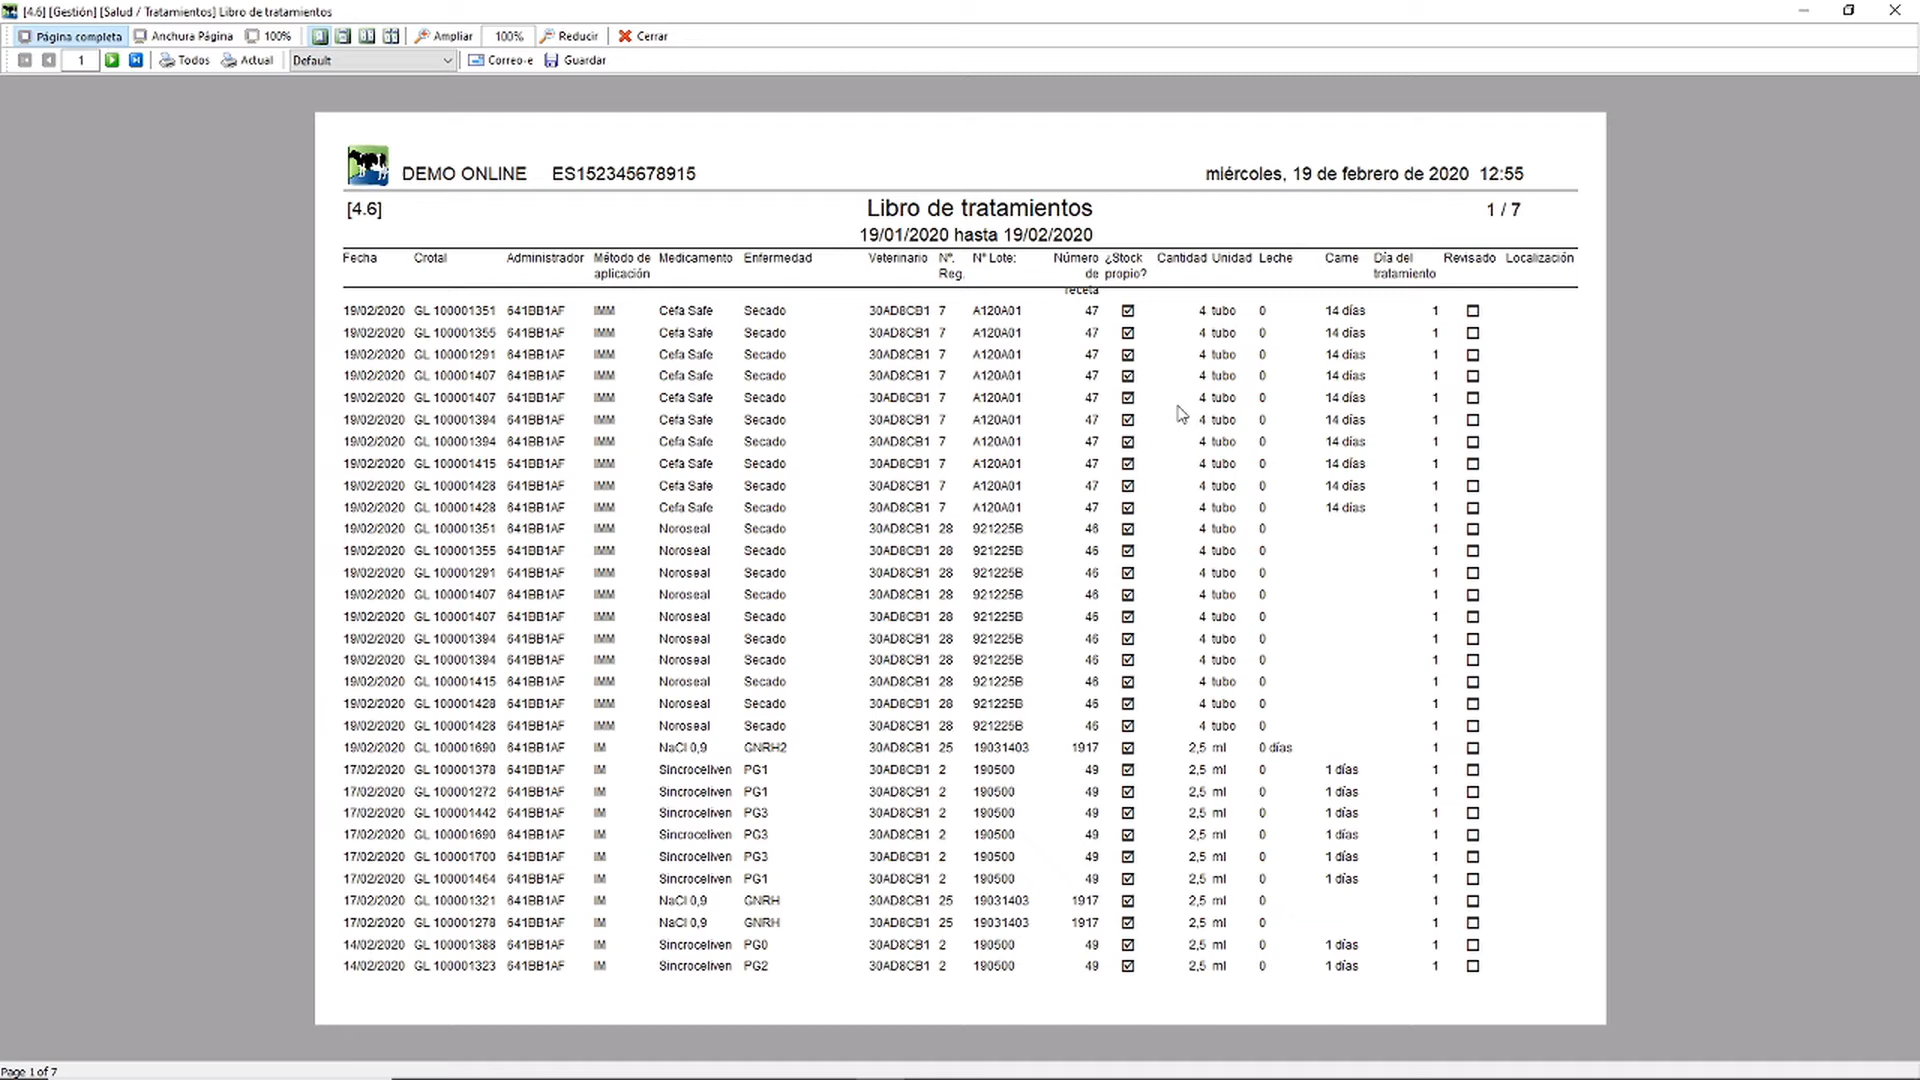 [4.6] [Gestión] [Salud / Tratamientos] Libro de tratamientos
Página completa Anchura Página 100% Ampliar 100% Reducir Cerrar
1 Todos Actual Default Correo-e Guardar
DEMO ONLINE ES152345678915 miércoles, 19 de febrero de 2020 12:55
[4.6] Libro de tratamientos 1 / 7
19/01/2020 hasta 19/02/2020
Fecha Crotal Administrador Método de aplicación Medicamento Enfermedad Veterinario Nº. Reg. Nº Lote: Número de receta ¿Stock propio? Cantidad Unidad Leche Carne Día del tratamiento Revisado Localización
19/02/2020 GL 100001351 641BB1AF IMM Cefa Safe Secado 30AD8CB1 7 A120A01 47 4 tubo 0 14 días 1
19/02/2020 GL 100001355 641BB1AF IMM Cefa Safe Secado 30AD8CB1 7 A120A01 47 4 tubo 0 14 días 1
19/02/2020 GL 100001291 641BB1AF IMM Cefa Safe Secado 30AD8CB1 7 A120A01 47 4 tubo 0 14 días 1
19/02/2020 GL 100001407 641BB1AF IMM Cefa Safe Secado 30AD8CB1 7 A120A01 47 4 tubo 0 14 días 1
19/02/2020 GL 100001407 641BB1AF IMM Cefa Safe Secado 30AD8CB1 7 A120A01 47 4 tubo 0 14 días 1
19/02/2020 GL 100001394 641BB1AF IMM Cefa Safe Secado 30AD8CB1 7 A120A01 47 4 tubo 0 14 días 1
19/02/2020 GL 100001394 641BB1AF IMM Cefa Safe Secado 30AD8CB1 7 A120A01 47 4 tubo 0 14 días 1
19/02/2020 GL 100001415 641BB1AF IMM Cefa Safe Secado 30AD8CB1 7 A120A01 47 4 tubo 0 14 días 1
19/02/2020 GL 100001428 641BB1AF IMM Cefa Safe Secado 30AD8CB1 7 A120A01 47 4 tubo 0 14 días 1
19/02/2020 GL 100001428 641BB1AF IMM Cefa Safe Secado 30AD8CB1 7 A120A01 47 4 tubo 0 14 días 1
19/02/2020 GL 100001351 641BB1AF IMM Noroseal Secado 30AD8CB1 28 921225B 46 4 tubo 0 1
19/02/2020 GL 100001355 641BB1AF IMM Noroseal Secado 30AD8CB1 28 921225B 46 4 tubo 0 1
19/02/2020 GL 100001291 641BB1AF IMM Noroseal Secado 30AD8CB1 28 921225B 46 4 tubo 0 1
19/02/2020 GL 100001407 641BB1AF IMM Noroseal Secado 30AD8CB1 28 921225B 46 4 tubo 0 1
19/02/2020 GL 100001407 641BB1AF IMM Noroseal Secado 30AD8CB1 28 921225B 46 4 tubo 0 1
19/02/2020 GL 100001394 641BB1AF IMM Noroseal Secado 30AD8CB1 28 921225B 46 4 tubo 0 1
19/02/2020 GL 100001394 641BB1AF IMM Noroseal Secado 30AD8CB1 28 921225B 46 4 tubo 0 1
19/02/2020 GL 100001415 641BB1AF IMM Noroseal Secado 30AD8CB1 28 921225B 46 4 tubo 0 1
19/02/2020 GL 100001428 641BB1AF IMM Noroseal Secado 30AD8CB1 28 921225B 46 4 tubo 0 1
19/02/2020 GL 100001428 641BB1AF IMM Noroseal Secado 30AD8CB1 28 921225B 46 4 tubo 0 1
19/02/2020 GL 100001690 641BB1AF IM NaCl 0,9 GNRH2 30AD8CB1 25 19031403 1917 2,5 ml 0 días 1
17/02/2020 GL 100001378 641BB1AF IM Sincroceliven PG1 30AD8CB1 2 190500 49 2,5 ml 0 1 días 1
17/02/2020 GL 100001272 641BB1AF IM Sincroceliven PG1 30AD8CB1 2 190500 49 2,5 ml 0 1 días 1
17/02/2020 GL 100001442 641BB1AF IM Sincroceliven PG3 30AD8CB1 2 190500 49 2,5 ml 0 1 días 1
17/02/2020 GL 100001690 641BB1AF IM Sincroceliven PG3 30AD8CB1 2 190500 49 2,5 ml 0 1 días 1
17/02/2020 GL 100001700 641BB1AF IM Sincroceliven PG3 30AD8CB1 2 190500 49 2,5 ml 0 1 días 1
17/02/2020 GL 100001464 641BB1AF IM Sincroceliven PG1 30AD8CB1 2 190500 49 2,5 ml 0 1 días 1
17/02/2020 GL 100001321 641BB1AF IM NaCl 0,9 GNRH 30AD8CB1 25 19031403 1917 2,5 ml 0 1
17/02/2020 GL 100001278 641BB1AF IM NaCl 0,9 GNRH 30AD8CB1 25 19031403 1917 2,5 ml 0 1
14/02/2020 GL 100001388 641BB1AF IM Sincroceliven PG0 30AD8CB1 2 190500 49 2,5 ml 0 1 días 1
14/02/2020 GL 100001323 641BB1AF IM Sincroceliven PG2 30AD8CB1 2 190500 49 2,5 ml 0 1 días 1
Page 1 of 7